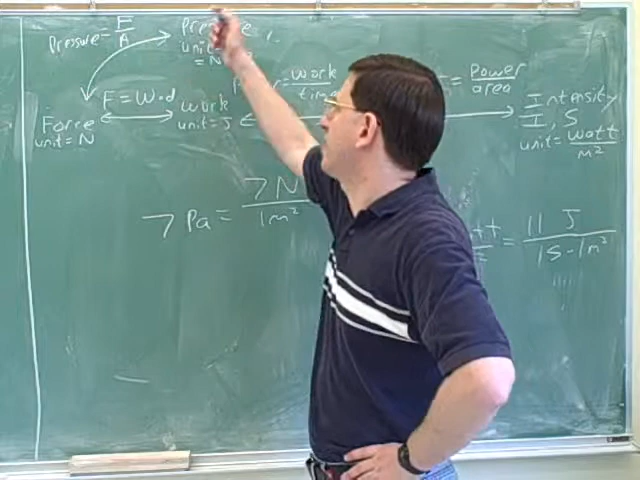 Pressure = F/A
Pressure
unit =
= N
F = W·d
Force
unit = N
work
unit = J
= work/time
= Power/area
Intensity
I, S
unit = watt/m²
7 Pa = 7 N/1m²
= 11 J/1s-1m²